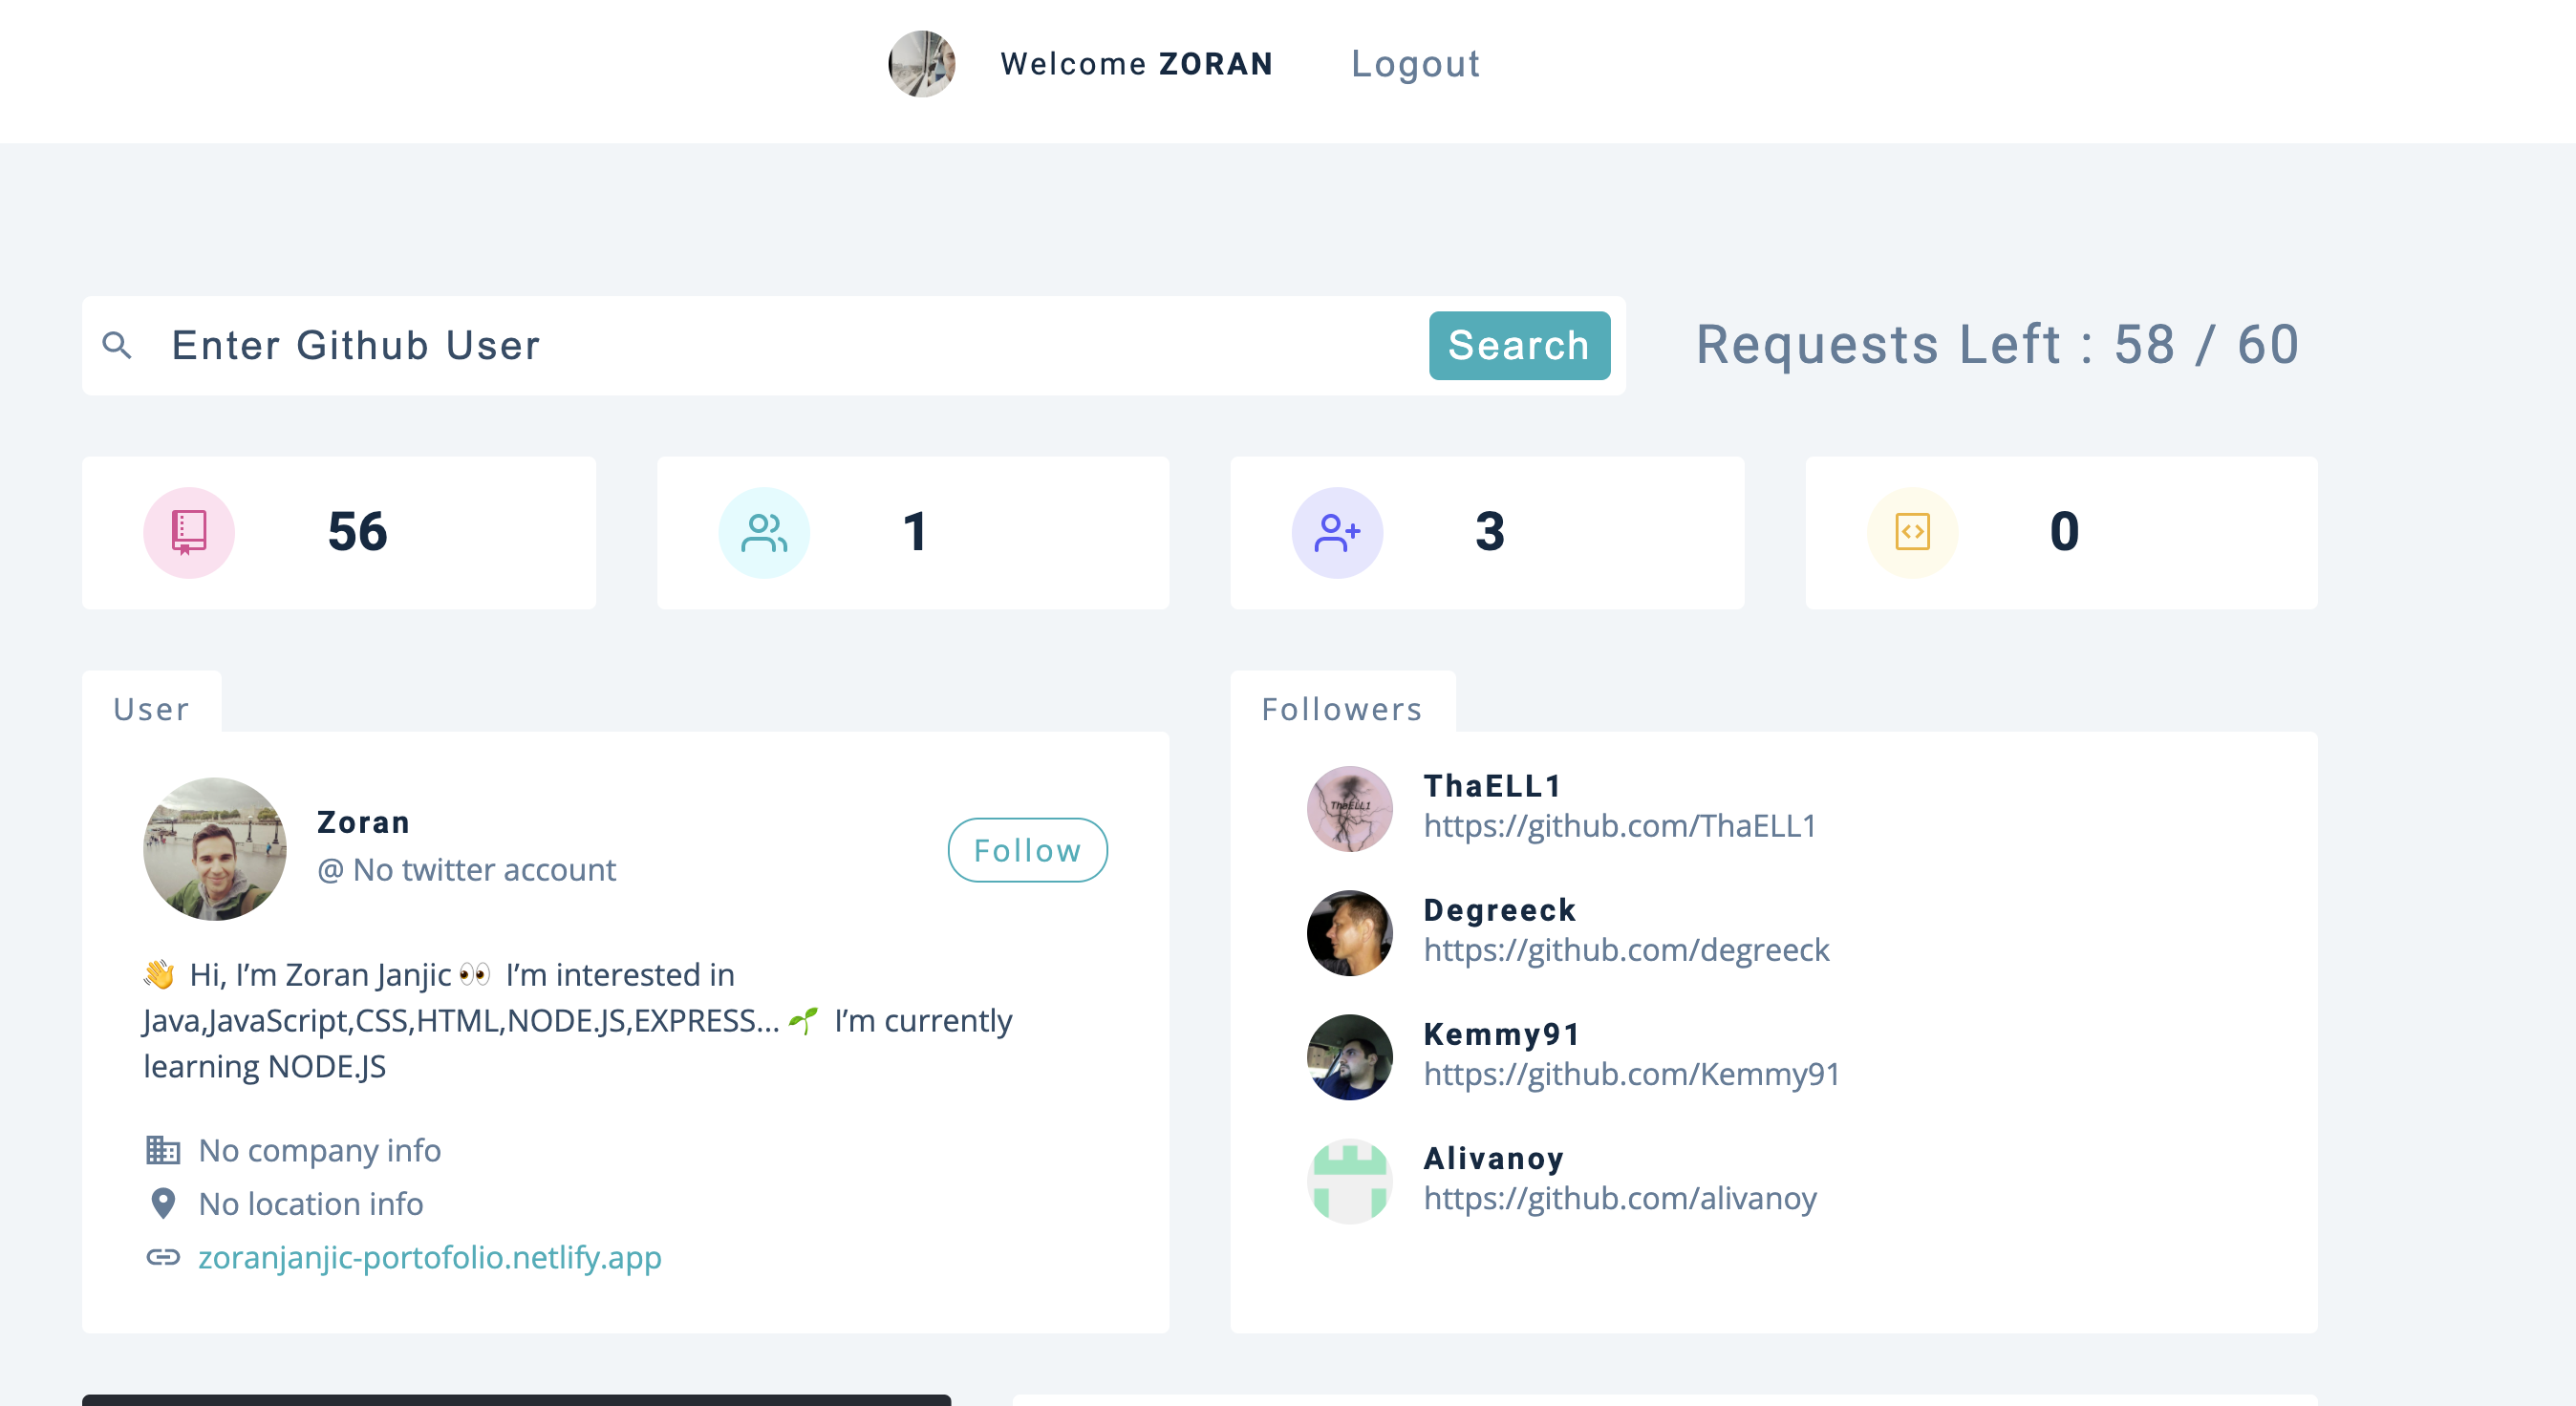 Welcome ZORAN
Logout
Enter Github User
Search
Requests Left : 58 / 60
56
1
3
0
User
Zoran
@ No twitter account
Follow
👋 Hi, I’m Zoran Janjic 👀 I’m interested in
Java,JavaScript,CSS,HTML,NODE.JS,EXPRESS... 🌱 I’m currently
learning NODE.JS
No company info
No location info
zoranjanjic-portofolio.netlify.app
Followers
ThaELL1
ThaELL1
https://github.com/ThaELL1
Degreeck
https://github.com/degreeck
Kemmy91
https://github.com/Kemmy91
Alivanoy
https://github.com/alivanoy